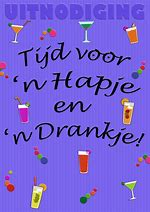 UITNODIGING
Tijd voor
'n Hapje
en
'n Drankje!